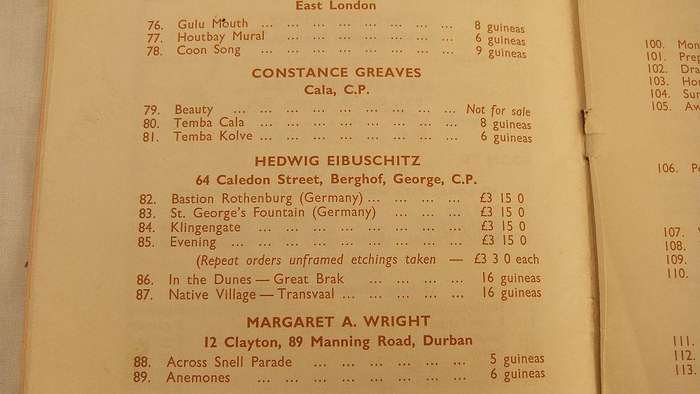 East London
76. Gulu Mouth ... ... ... ... ... ... 8 guineas
77. Houtbay Mural ... ... ... ... ... 6 guineas
78. Coon Song ... ... ... ... ... ... 9 guineas
CONSTANCE GREAVES
Cala, C.P.
79. Beauty ... ... ... ... ... ... ... Not for sale
80. Temba Cala ... ... ... ... ... ... 8 guineas
81. Temba Kolve ... ... ... ... ... ... 6 guineas
HEDWIG EIBUSCHITZ
64 Caledon Street, Berghof, George, C.P.
82. Bastion Rothenburg (Germany) ... ... ... ... £3 15 0
83. St. George's Fountain (Germany) ... ... ... £3 15 0
84. Klingengate ... ... ... ... ... ... £3 15 0
85. Evening ... ... ... ... ... ... ... £3 15 0
(Repeat orders unframed etchings taken — £3 3 0 each
86. In the Dunes — Great Brak ... ... ... ... 16 guineas
87. Native Village — Transvaal ... ... ... ... 16 guineas
MARGARET A. WRIGHT
12 Clayton, 89 Manning Road, Durban
88. Across Snell Parade ... ... ... ... ... 5 guineas
89. Anemones ... ... ... ... ... ... 6 guineas
100. Mon
101. Prep
102. Dra
103. Ho
104. Sun
105. Aw
106.
107.
108.
109.
110.
111.
112.
113.